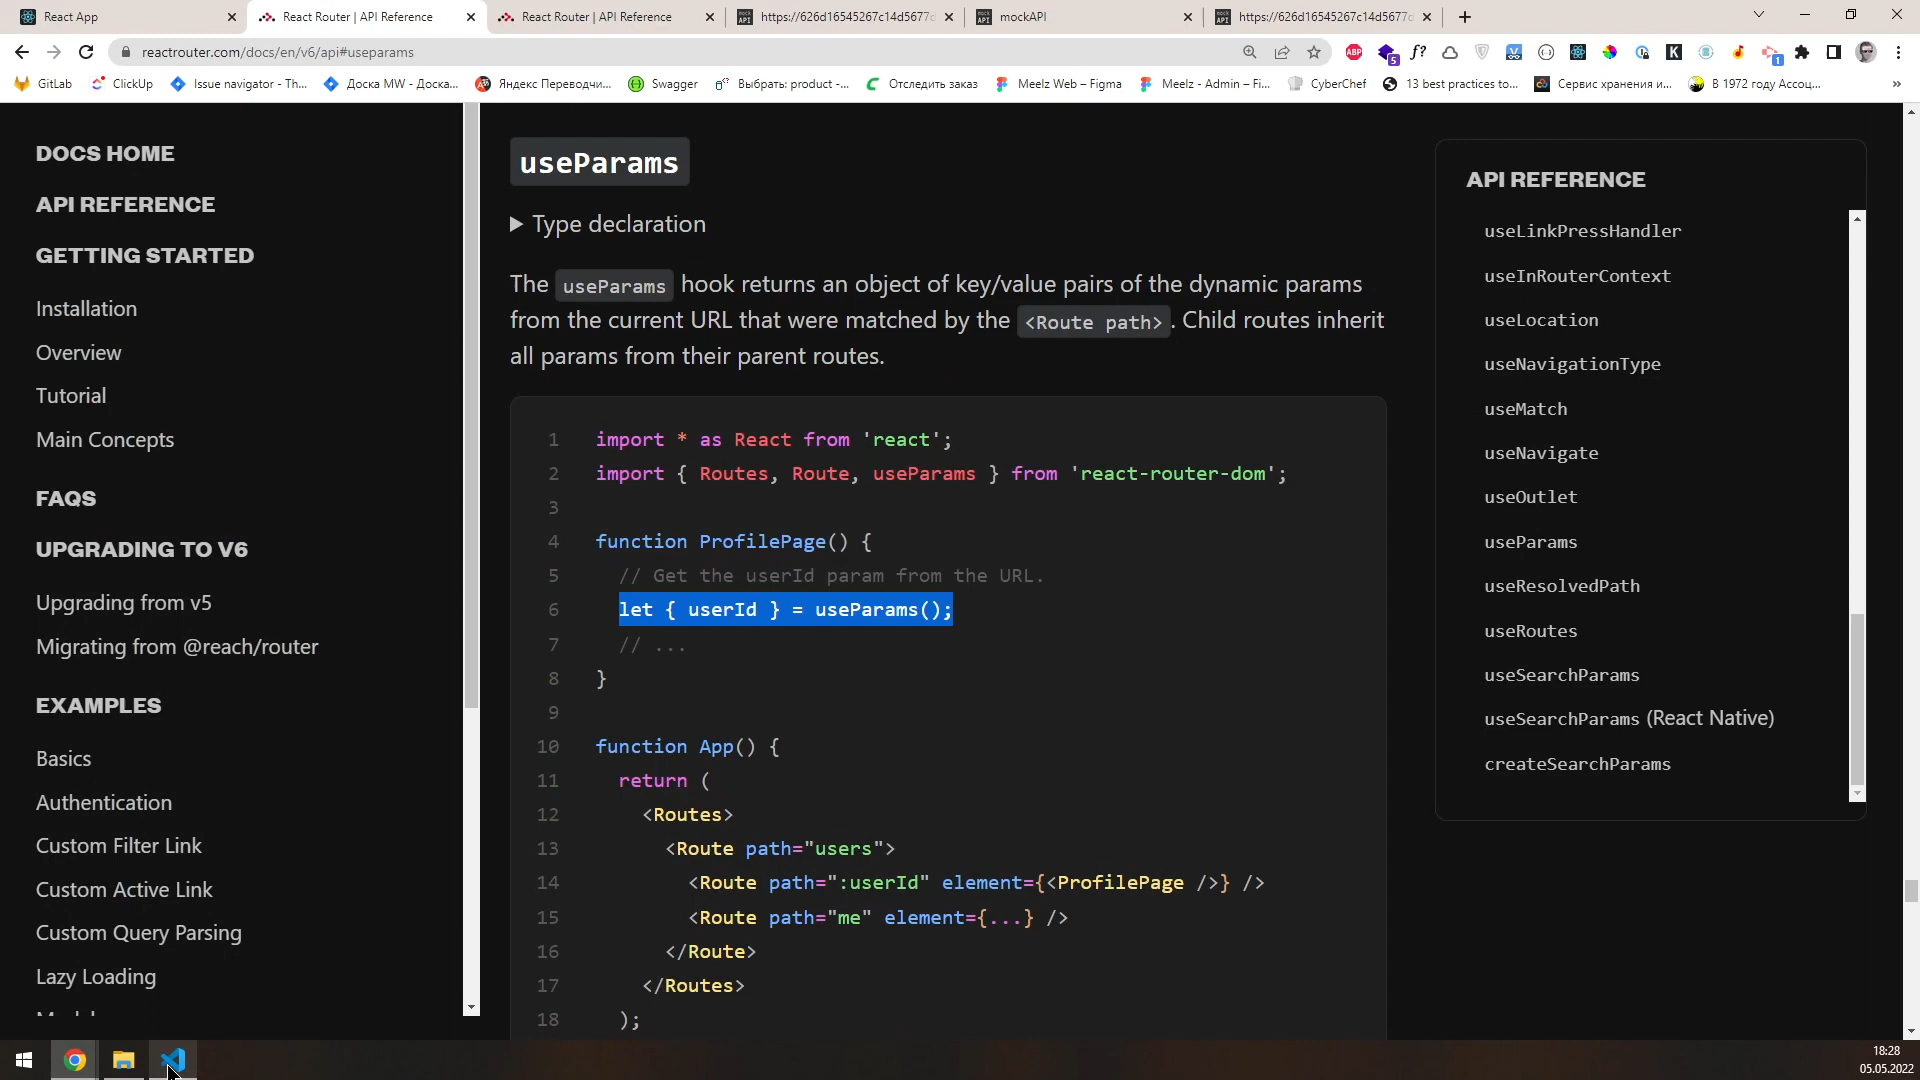 React App
React Router | API Reference
React Router | API Reference
https://626d16545267c14d5677d
mockAPI
https://626d16545267c14d5677d
reactrouter.com/docs/en/v6/api#useparams
GitLab
ClickUp
Issue navigator - Th...
Доска MW - Доска...
Яндекс Переводчи...
Swagger
Выбрать: product -...
Отследить заказ
Meelz Web – Figma
Meelz - Admin – Fi...
CyberChef
13 best practices to...
Сервис хранения и...
В 1972 году Ассоц...
DOCS HOME
API REFERENCE
GETTING STARTED
Installation
Overview
Tutorial
Main Concepts
FAQS
UPGRADING TO V6
Upgrading from v5
Migrating from @reach/router
EXAMPLES
Basics
Authentication
Custom Filter Link
Custom Active Link
Custom Query Parsing
Lazy Loading
useParams
▶ Type declaration
The useParams hook returns an object of key/value pairs of the dynamic params
from the current URL that were matched by the <Route path>. Child routes inherit
all params from their parent routes.
1 import * as React from 'react';
2 import { Routes, Route, useParams } from 'react-router-dom';
3
4 function ProfilePage() {
5 // Get the userId param from the URL.
6 let { userId } = useParams();
7 // ...
8 }
9
10 function App() {
11 return (
12 <Routes>
13 <Route path="users">
14 <Route path=":userId" element={<ProfilePage />} />
15 <Route path="me" element={...} />
16 </Route>
17 </Routes>
18 );
API REFERENCE
useLinkPressHandler
useInRouterContext
useLocation
useNavigationType
useMatch
useNavigate
useOutlet
useParams
useResolvedPath
useRoutes
useSearchParams
useSearchParams (React Native)
createSearchParams
18:28
05.05.2022